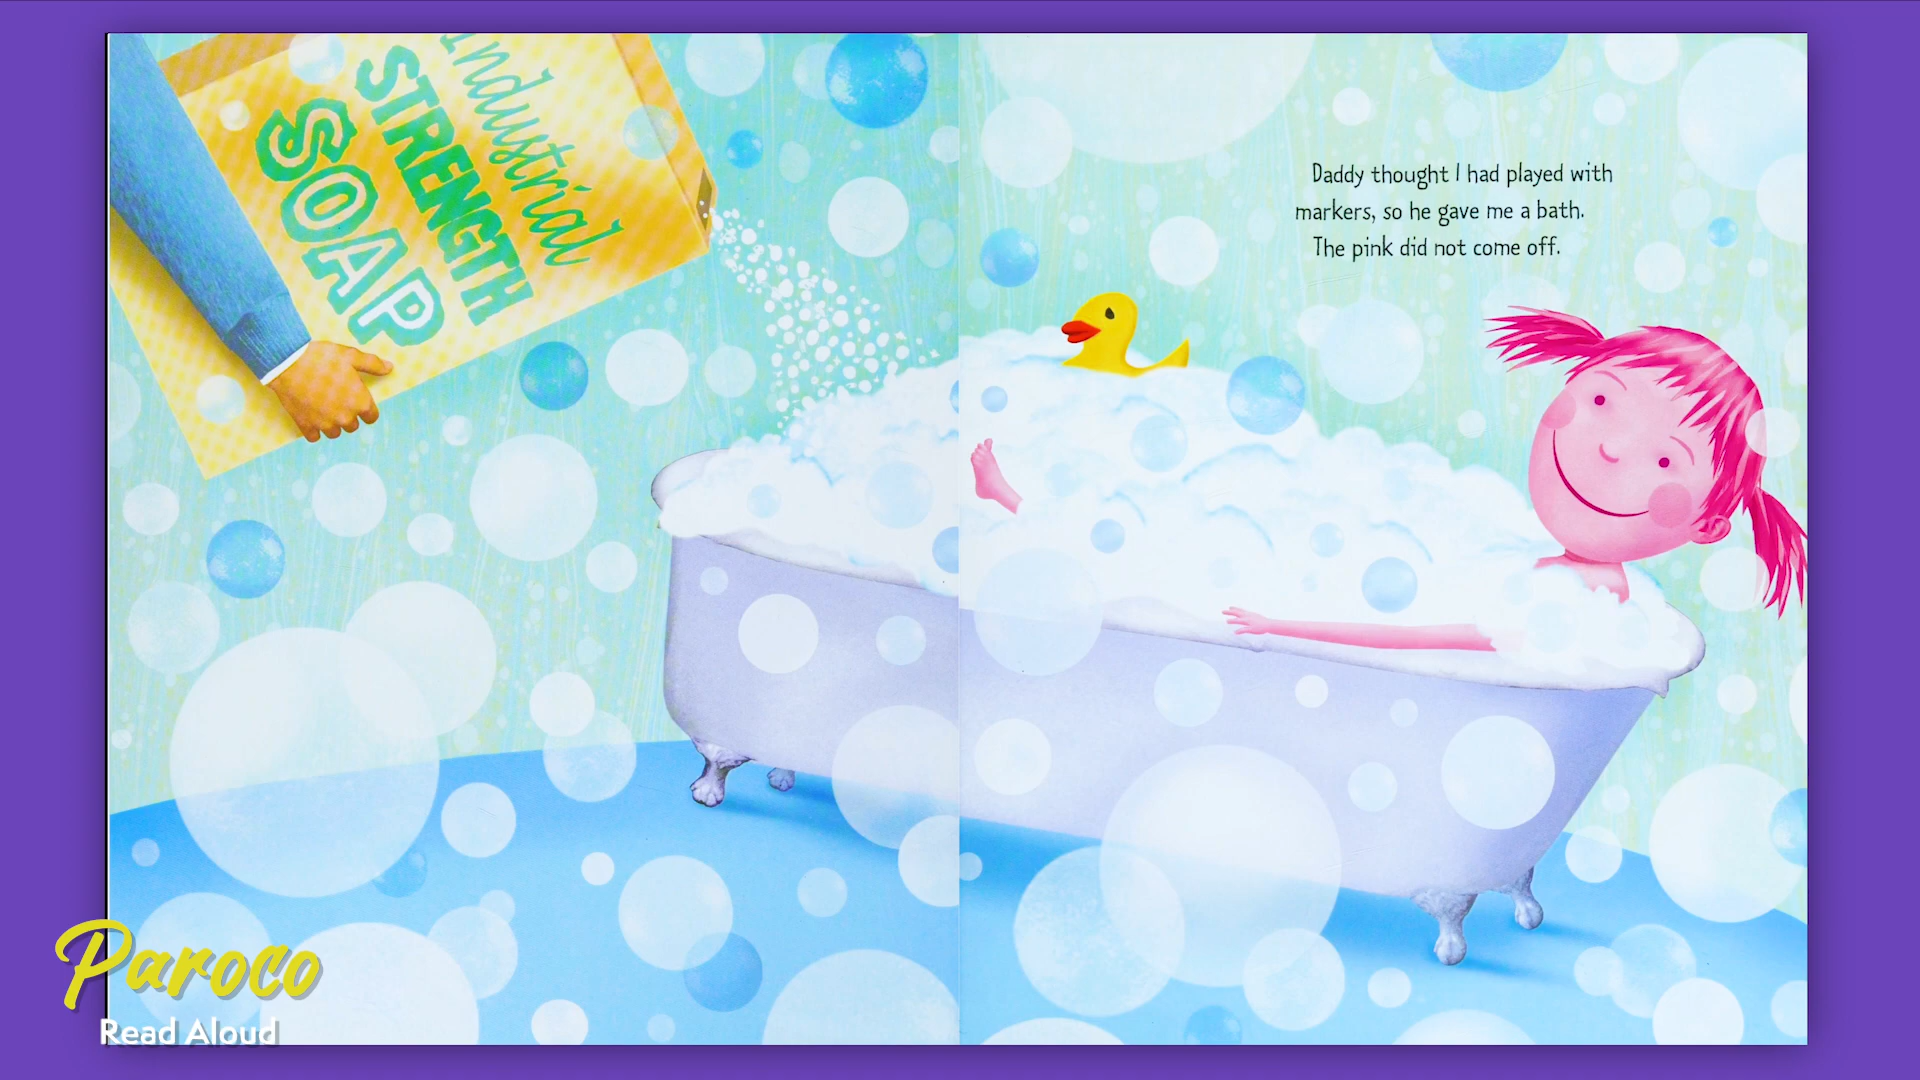 Industrial
STRENGTH
SOAP
Daddy thought I had played with
markers, so he gave me a bath.
The pink did not come off.
Paroco
Read Aloud